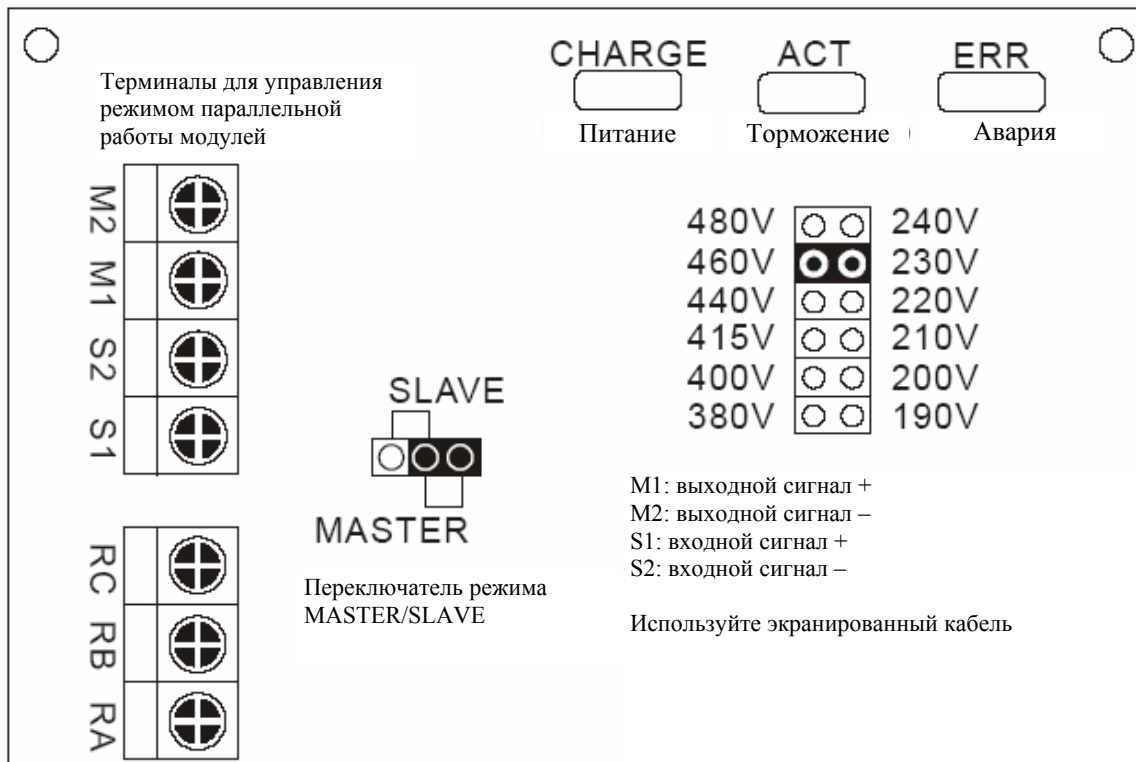 CHARGE ACT ERR
Питание Торможение Авария
Терминалы для управления
режимом параллельной
работы модулей
M2
M1
S2
S1
480V 240V
460V 230V
440V 220V
415V 210V
400V 200V
380V 190V
SLAVE
MASTER
Переключатель режима
MASTER/SLAVE
M1: выходной сигнал +
M2: выходной сигнал –
S1: входной сигнал +
S2: входной сигнал –
Используйте экранированный кабель
RC
RB
RA